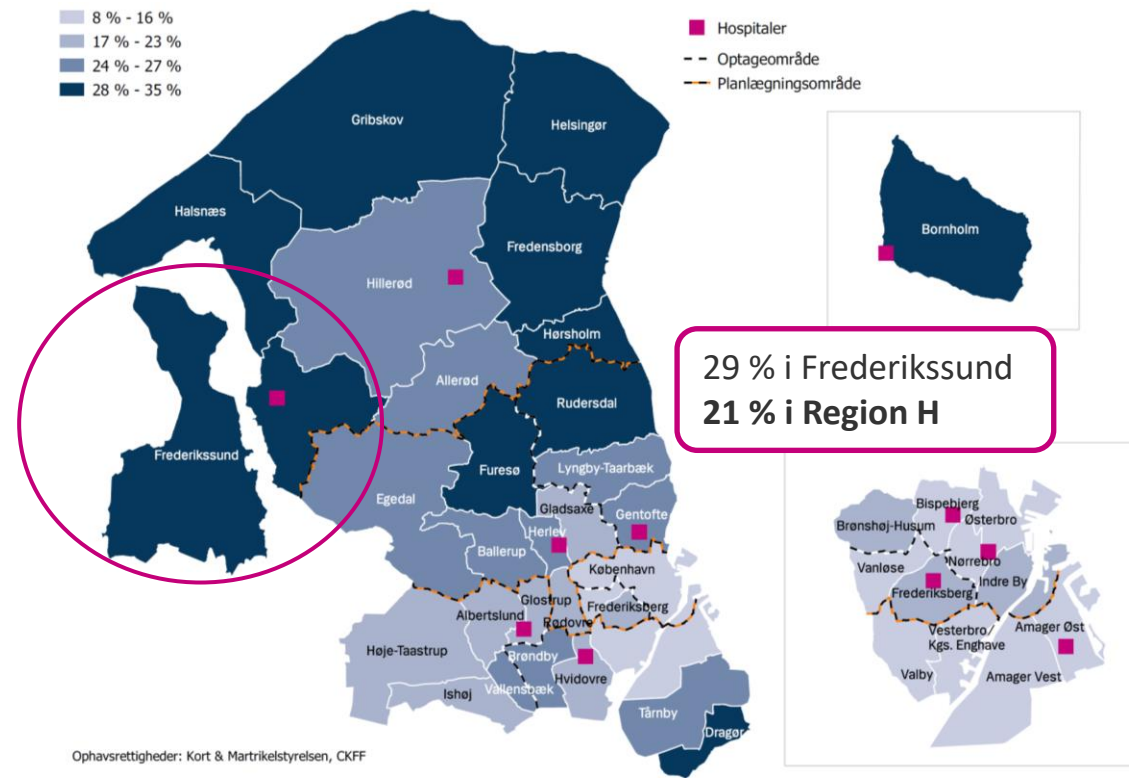 8 % - 16 %
17 % - 23 %
24 % - 27 %
28 % - 35 %
Hospitaler
Optageområde
Planlægningsområde
Gribskov
Helsingør
Halsnæs
Fredensborg
Hillerød
Bornholm
Hørsholm
29 % i Frederikssund
21 % i Region H
Allerød
Rudersdal
Frederikssund
Furesø
Lyngby-Taarbæk
Egedal
Gladsaxe
Gentofte
Herlev
Ballerup
København
Glostrup
Frederiksberg
Albertslund
Rødovre
Høje-Taastrup
Brøndby
Hvidovre
Ishøj
Vallensbæk
Tårnby
Dragør
Bispebjerg
Østerbro
Brønshøj-Husum
Vanløse
Nørrebro
Indre By
Frederiksberg
Vesterbro/
Kgs. Enghave
Amager Øst
Valby
Amager Vest
Ophavsrettigheder: Kort & Martrikelstyrelsen, CKFF